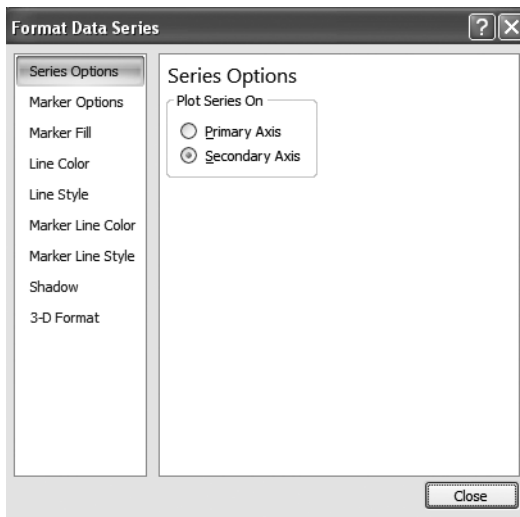 Format Data Series
Series Options
Marker Options
Marker Fill
Line Color
Line Style
Marker Line Color
Marker Line Style
Shadow
3-D Format
Series Options
Plot Series On
Primary Axis
Secondary Axis
Close